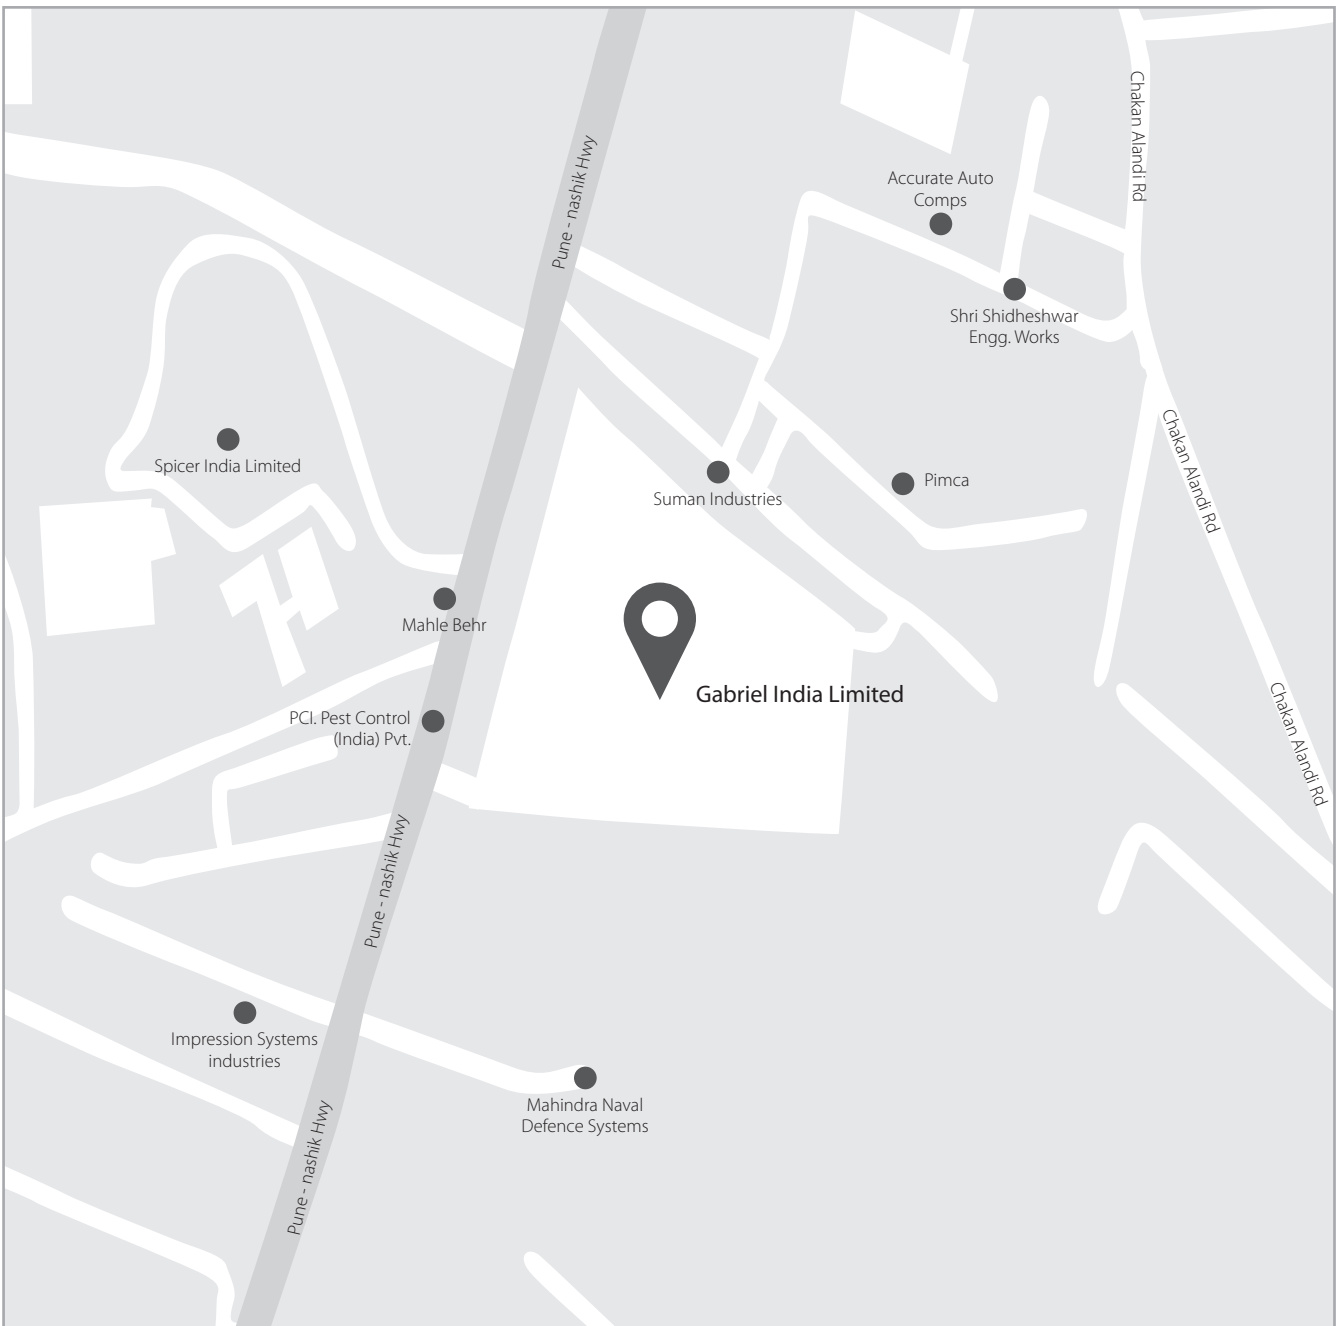 Chakan Alandi Rd
Pune - nashik Hwy
Accurate Auto
Comps
Shri Shidheshwar
Engg. Works
Chakan Alandi Rd
Spicer India Limited
Suman Industries
Pimca
Mahle Behr
Gabriel India Limited
PCI. Pest Control
(India) Pvt.
Chakan Alandi Rd
Pune - nashik Hwy
Impression Systems
industries
Mahindra Naval
Defence Systems
Pune - nashik Hwy